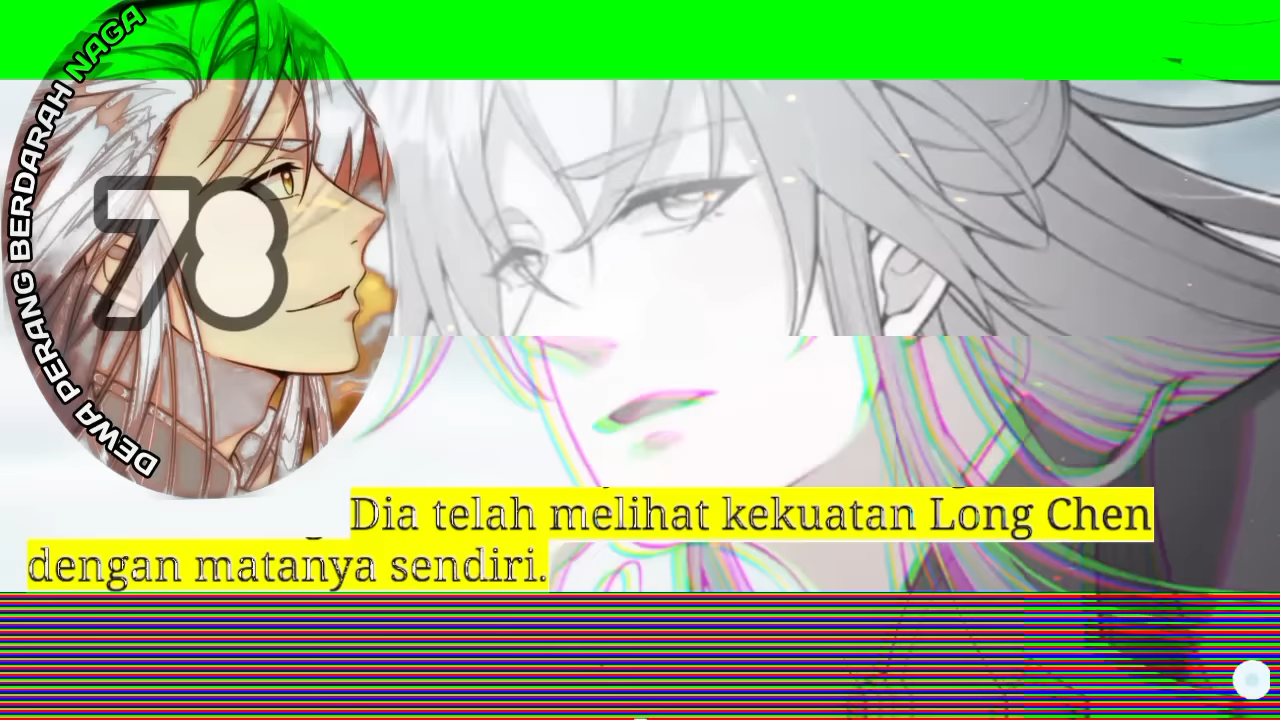 DEWA PERANG BERDARAH NAGA
78
Dia telah melihat kekuatan Long Chen
dengan matanya sendiri.